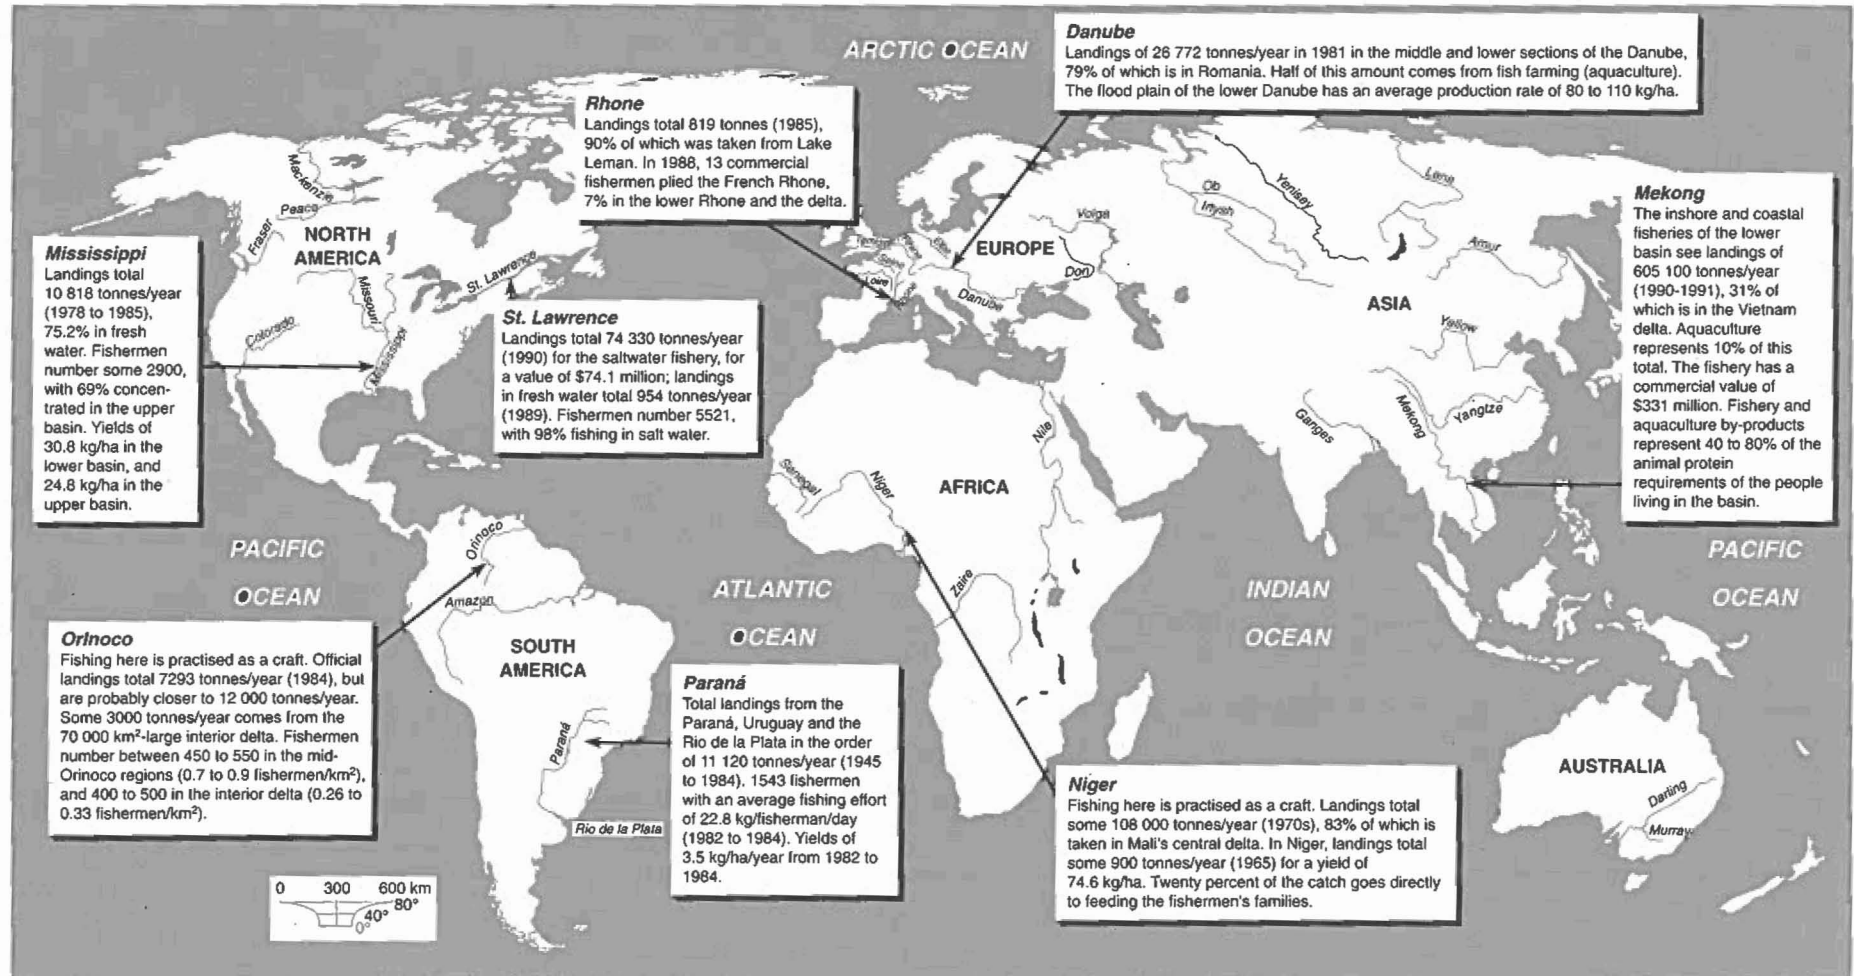 ARCTIC OCEAN
Danube
Landings of 26 772 tonnes/year in 1981 in the middle and lower sections of the Danube,
79% of which is in Romania. Half of this amount comes from fish farming (aquaculture).
The flood plain of the lower Danube has an average production rate of 80 to 110 kg/ha.
Rhone
Landings total 819 tonnes (1985),
90% of which was taken from Lake
Leman. In 1988, 13 commercial
fishermen plied the French Rhone,
7% in the lower Rhone and the delta.
Mississippi
Landings total
10 818 tonnes/year
(1978 to 1985),
75.2% in fresh
water. Fishermen
number some 2900,
with 69% concen-
trated in the upper
basin. Yields of
30.8 kg/ha in the
lower basin, and
24.8 kg/ha in the
upper basin.
Mackenzie
Peace
Fraser
NORTH
AMERICA
Missouri
Colorado
Mississippi
St. Lawrence
St. Lawrence
Landings total 74 330 tonnes/year
(1990) for the saltwater fishery, for
a value of $74.1 million; landings
in fresh water total 954 tonnes/year
(1989). Fishermen number 5521,
with 98% fishing in salt water.
Loire
Rhone
Elbe
EUROPE
Danube
Volga
Don
Ob
Irtysh
Yenisey
Lena
Amur
ASIA
Yellow
Yangtze
Mekong
Ganges
Mekong
The inshore and coastal
fisheries of the lower
basin see landings of
605 100 tonnes/year
(1990-1991), 31% of
which is in the Vietnam
delta. Aquaculture
represents 10% of this
total. The fishery has a
commercial value of
$331 million. Fishery and
aquaculture by-products
represent 40 to 80% of the
animal protein
requirements of the people
living in the basin.
Senegal
Niger
Nile
AFRICA
Zaire
PACIFIC
OCEAN
ATLANTIC
OCEAN
INDIAN
OCEAN
PACIFIC
OCEAN
Orinoco
Amazon
SOUTH
AMERICA
Paraná
Rio de la Plata
Orinoco
Fishing here is practised as a craft. Official
landings total 7293 tonnes/year (1984), but
are probably closer to 12 000 tonnes/year.
Some 3000 tonnes/year comes from the
70 000 km²-large interior delta. Fishermen
number between 450 to 550 in the mid-
Orinoco regions (0.7 to 0.9 fishermen/km²),
and 400 to 500 in the interior delta (0.26 to
0.33 fishermen/km²).
Paraná
Total landings from the
Paraná, Uruguay and the
Rio de la Plata in the order
of 11 120 tonnes/year (1945
to 1984). 1543 fishermen
with an average fishing effort
of 22.8 kg/fisherman/day
(1982 to 1984). Yields of
3.5 kg/ha/year from 1982 to
1984.
Niger
Fishing here is practised as a craft. Landings total
some 108 000 tonnes/year (1970s), 83% of which is
taken in Mali's central delta. In Niger, landings total
some 900 tonnes/year (1965) for a yield of
74.6 kg/ha. Twenty percent of the catch goes directly
to feeding the fishermen's families.
AUSTRALIA
Darling
Murray
0 300 600 km
80°
40°
0°